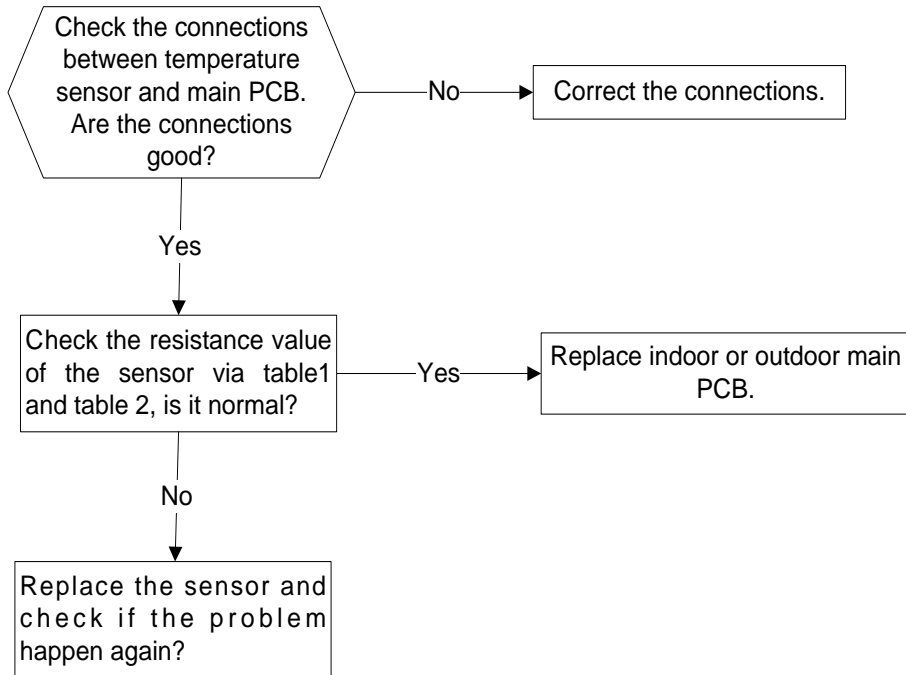 Check the connections
between temperature
sensor and main PCB.
Are the connections
good?
No
Correct the connections.
Yes
Check the resistance value
of the sensor via table1
and table 2, is it normal?
Yes
Replace indoor or outdoor main
PCB.
No
Replace the sensor and
check if the problem
happen again?